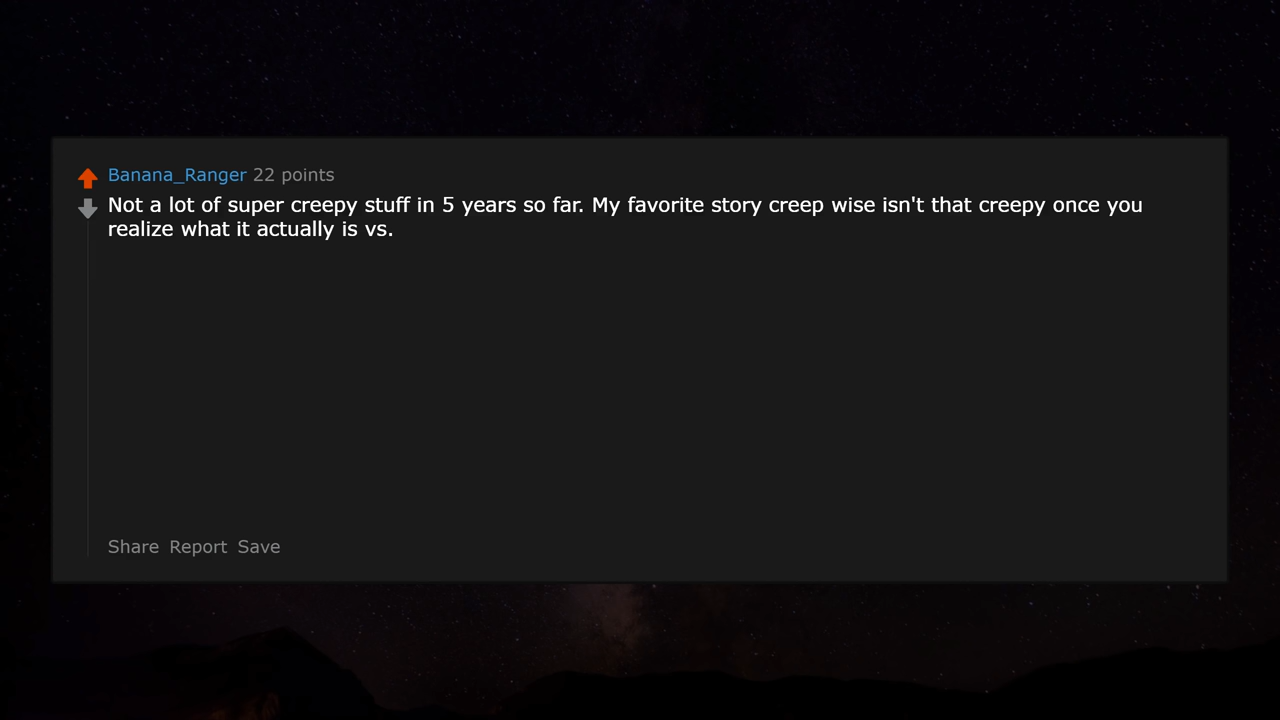 Banana_Ranger 22 points
Not a lot of super creepy stuff in 5 years so far. My favorite story creep wise isn't that creepy once you
realize what it actually is vs.
Share Report Save